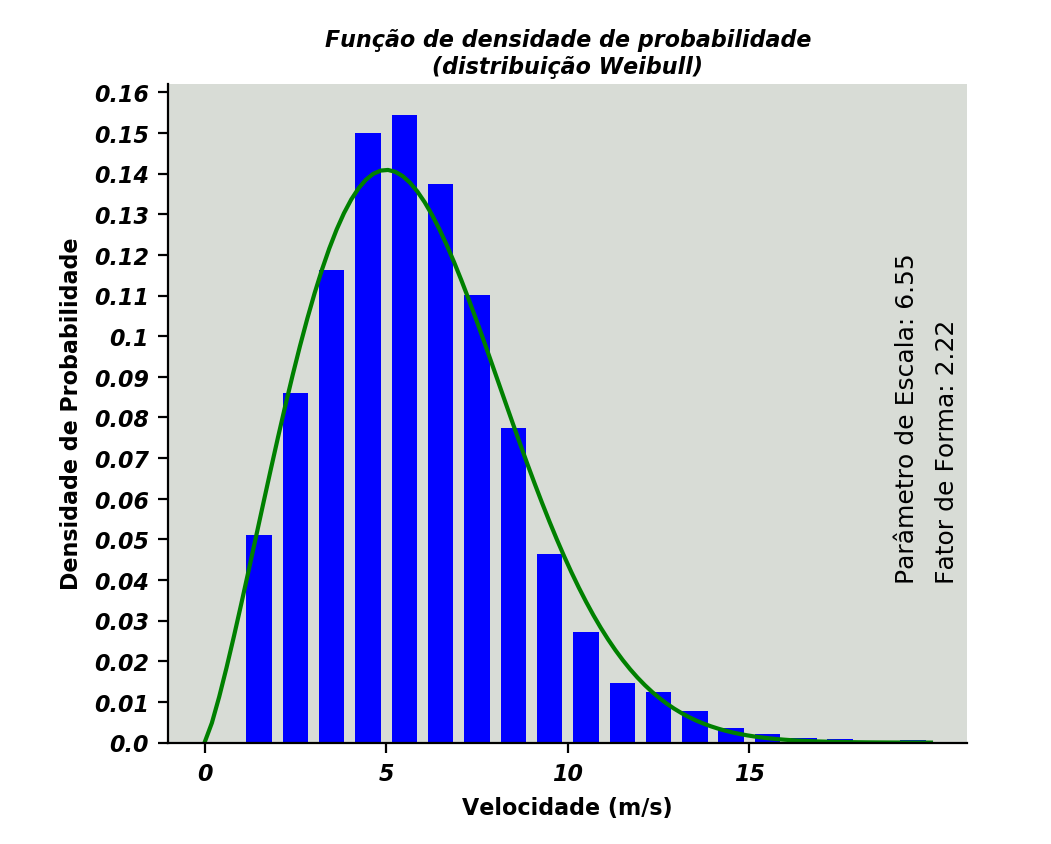 Função de densidade de probabilidade
(distribuição Weibull)
0.16
0.15
0.14
0.13
0.12
0.11
0.1
0.09
0.08
0.07
0.06
0.05
0.04
0.03
0.02
0.01
0.0
Densidade de Probabilidade
Parâmetro de Escala: 6.55
Fator de Forma: 2.22
0 5 10 15
Velocidade (m/s)